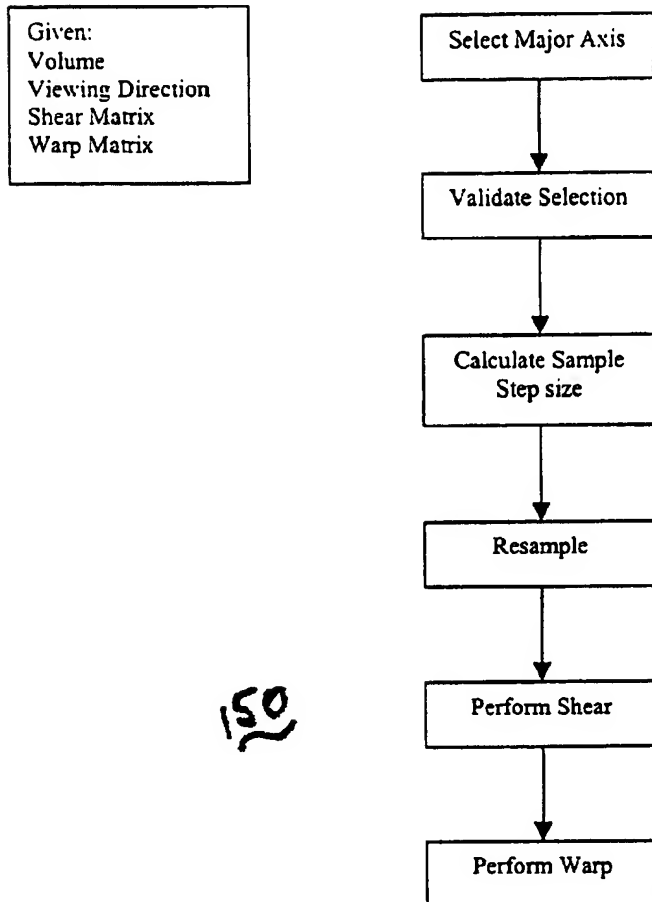 Given:
Volume
Viewing Direction
Shear Matrix
Warp Matrix
Select Major Axis
Validate Selection
Calculate Sample
Step size
Resample
Perform Shear
150
Perform Warp